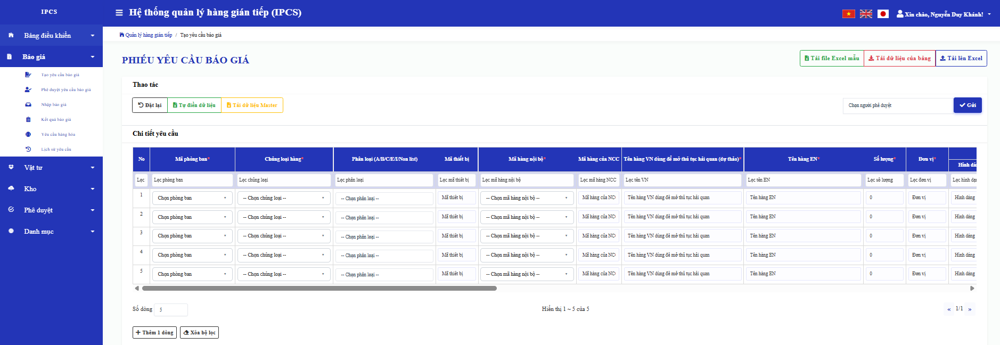 IPCS
Hệ thống quản lý hàng gián tiếp (IPCS)
Xin chào, Nguyễn Duy Khánh!
Bảng điều khiển
Báo giá
Tạo yêu cầu báo giá
Phê duyệt yêu cầu báo giá
Nhập báo giá
Kết quả báo giá
Yêu cầu hàng hóa
Lịch sử yêu cầu
Vật tư
Kho
Phê duyệt
Danh mục
Quản lý hàng gián tiếp / Tạo yêu cầu báo giá
PHIẾU YÊU CẦU BÁO GIÁ
Tải file Excel mẫu Tải dữ liệu của bảng Tải lên Excel
Thao tác
Đặt lại Tự điền dữ liệu Tải dữ liệu Master
Chọn người phê duyệt Gửi
Chi tiết yêu cầu
No Mã phòng ban* Chủng loại hàng* Phân loại (A/B/C/E/I/Non list) Mã thiết bị Mã hàng nội bộ* Mã hàng của NCC Tên hàng VN dùng để mở thủ tục hải quan (dự thảo)* Tên hàng EN* Số lượng* Đơn vị*
Hình dán
Lọc Lọc phòng ban Lọc chủng loại Lọc phân loại Lọc mã thiết bị Lọc mã hàng nội bộ Lọc mã hàng NCC Lọc tên VN Lọc tên EN Lọc số lượng Lọc đơn vị Lọc hình dạn
1 Chọn phòng ban -- Chọn chủng loại -- -- Chọn phân loại -- Mã thiết bị -- Chọn mã hàng nội bộ -- Mã hàng của NC Tên hàng VN dùng để mở thủ tục hải quan Tên hàng EN 0 Đơn vị Hình dáng
2 Chọn phòng ban -- Chọn chủng loại -- -- Chọn phân loại -- Mã thiết bị -- Chọn mã hàng nội bộ -- Mã hàng của NC Tên hàng VN dùng để mở thủ tục hải quan Tên hàng EN 0 Đơn vị Hình dáng
3 Chọn phòng ban -- Chọn chủng loại -- -- Chọn phân loại -- Mã thiết bị -- Chọn mã hàng nội bộ -- Mã hàng của NC Tên hàng VN dùng để mở thủ tục hải quan Tên hàng EN 0 Đơn vị Hình dáng
4 Chọn phòng ban -- Chọn chủng loại -- -- Chọn phân loại -- Mã thiết bị -- Chọn mã hàng nội bộ -- Mã hàng của NC Tên hàng VN dùng để mở thủ tục hải quan Tên hàng EN 0 Đơn vị Hình dáng
5 Chọn phòng ban -- Chọn chủng loại -- -- Chọn phân loại -- Mã thiết bị -- Chọn mã hàng nội bộ -- Mã hàng của NC Tên hàng VN dùng để mở thủ tục hải quan Tên hàng EN 0 Đơn vị Hình dáng
Số dòng 5 Hiển thị 1 ~ 5 của 5 « 1/1 »
Thêm 1 dòng Xóa bộ lọc